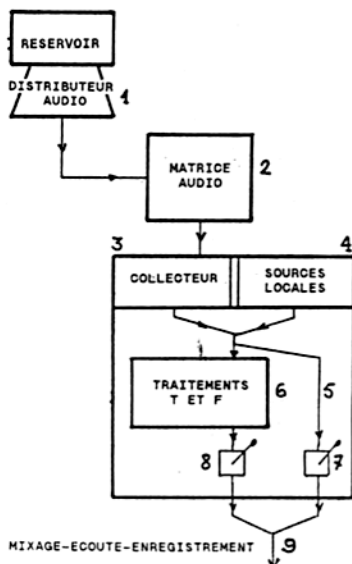 RESERVOIR
DISTRIBUTEUR
AUDIO
1
MATRICE
AUDIO
2
3
4
COLLECTEUR
SOURCES
LOCALES
TRAITEMENTS
T ET F
6
5
8
7
MIXAGE-ECOUTE-ENREGISTREMENT
9